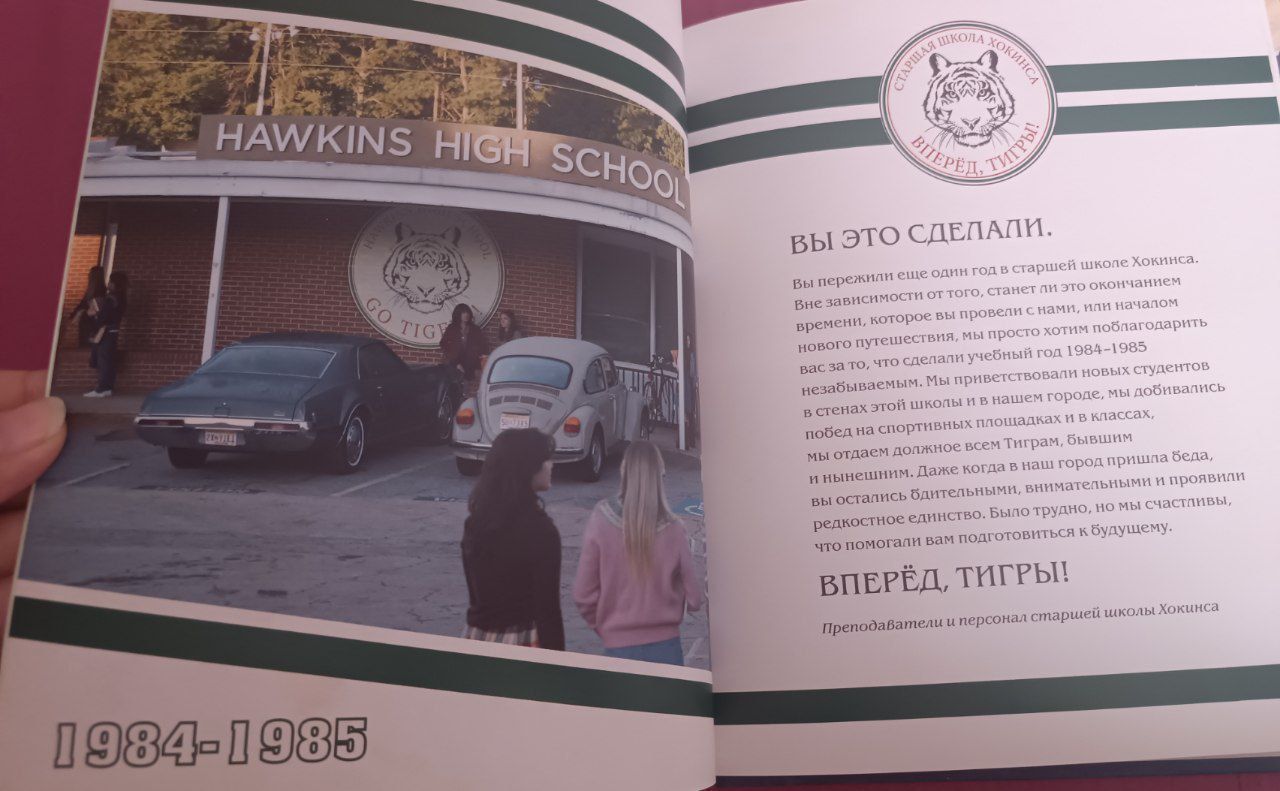 HAWKINS HIGH SCHOOL
GO TIGE
1984-1985
СТАРШАЯ ШКОЛА ХОКИНСА
ВПЕРЁД, ТИГРЫ!
ВЫ ЭТО СДЕЛАЛИ.
Вы пережили еще один год в старшей школе Хокинса.
Вне зависимости от того, станет ли это окончанием
времени, которое вы провели с нами, или началом
нового путешествия, мы просто хотим поблагодарить
вас за то, что сделали учебный год 1984–1985
незабываемым. Мы приветствовали новых студентов
в стенах этой школы и в нашем городе, мы добивались
побед на спортивных площадках и в классах,
мы отдаем должное всем Тиграм, бывшим
и нынешним. Даже когда в наш город пришла беда,
вы остались бдительными, внимательными и проявили
редкостное единство. Было трудно, но мы счастливы,
что помогали вам подготовиться к будущему.
ВПЕРЁД, ТИГРЫ!
Преподаватели и персонал старшей школы Хокинса